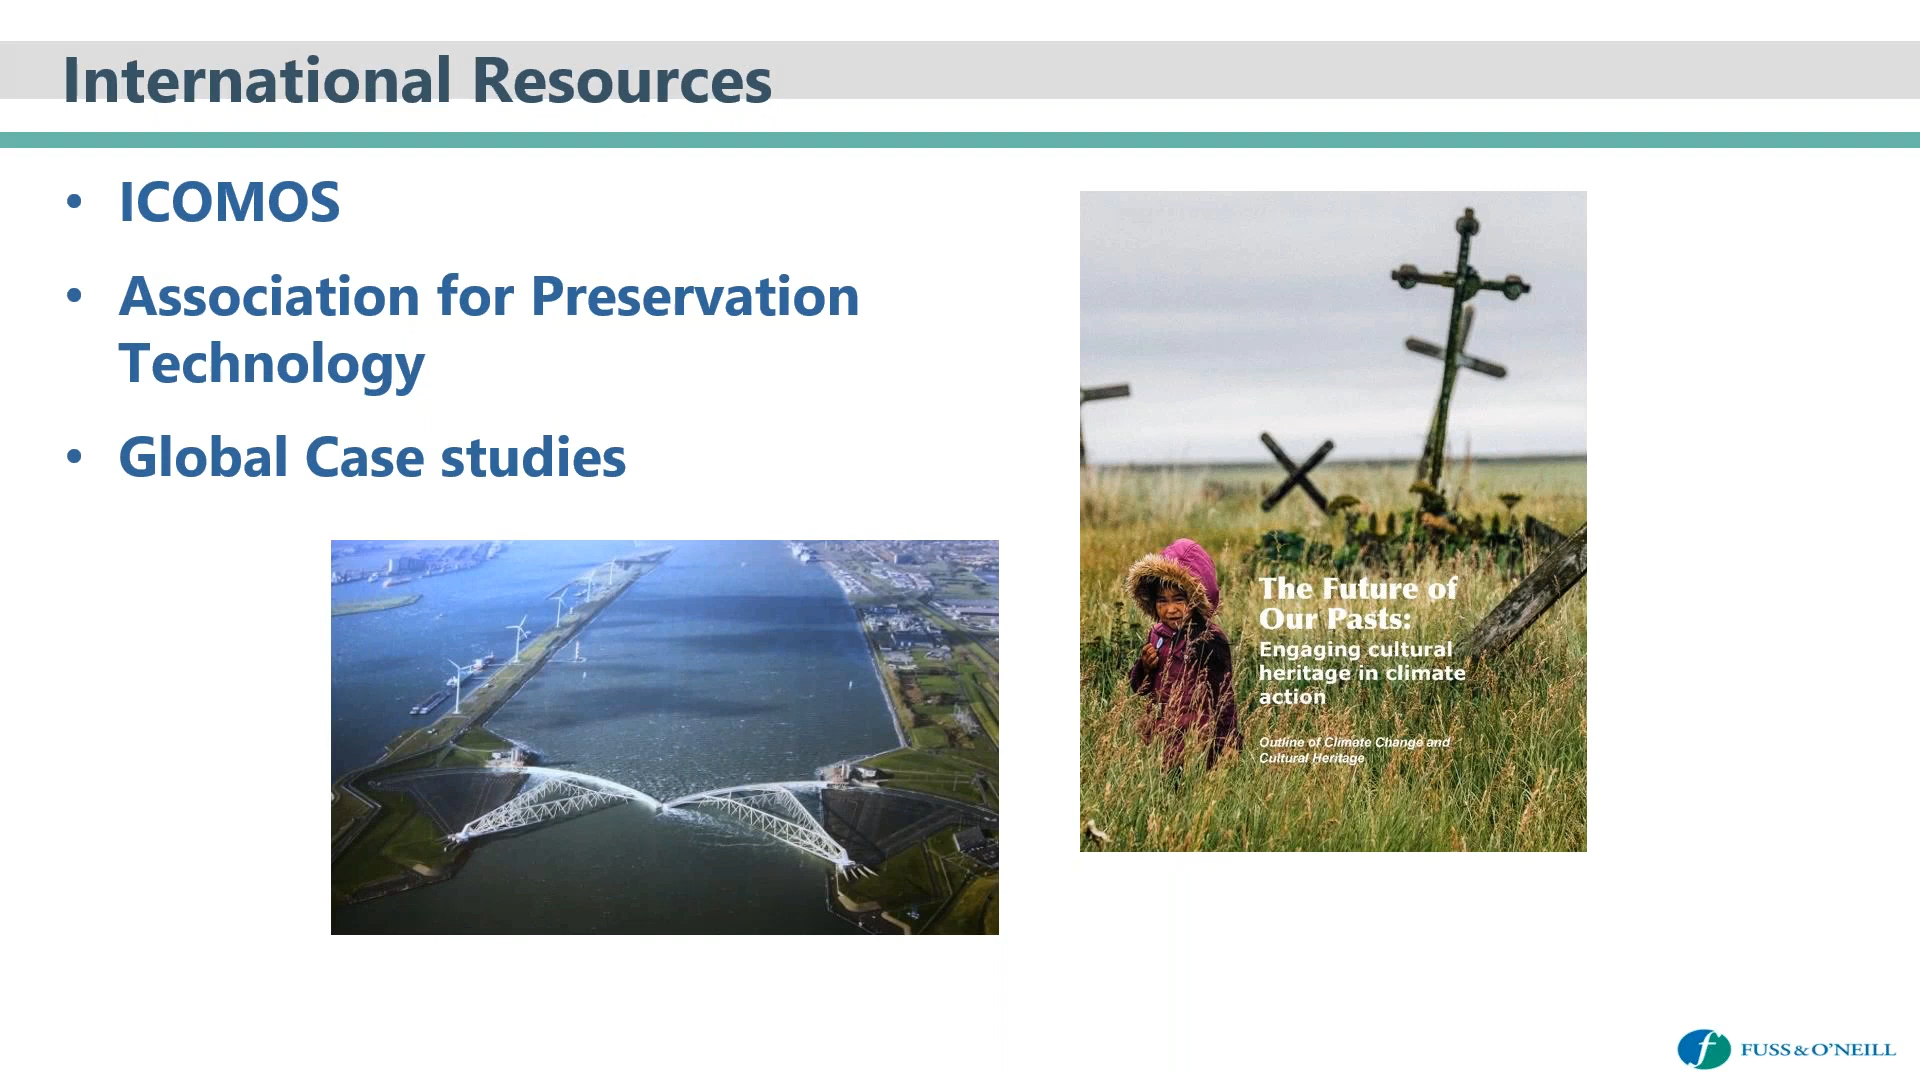 International Resources
• ICOMOS
• Association for Preservation
Technology
• Global Case studies
The Future of
Our Pasts:
Engaging cultural
heritage in climate
action
Outline of Climate Change and
Cultural Heritage
f FUSS & O'NEILL